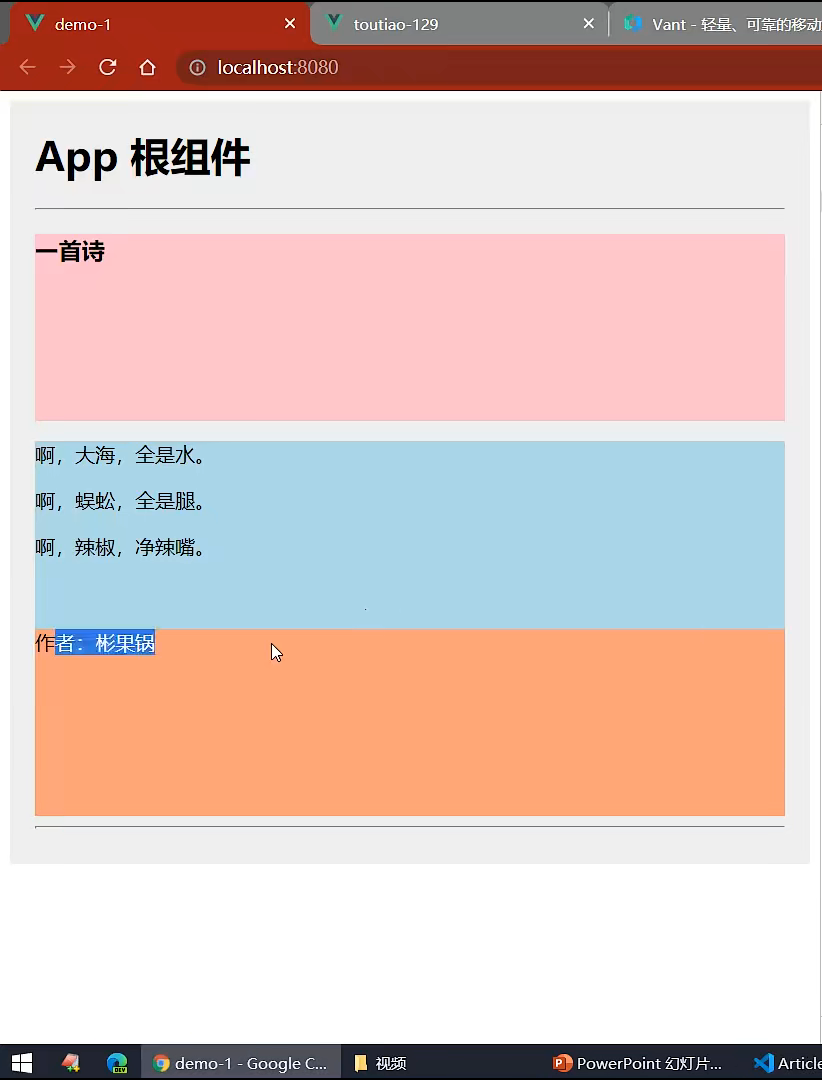 demo-1
toutiao-129
Vant - 轻量、可靠的移动
localhost:8080
App 根组件
一首诗
啊，大海，全是水。
啊，蜈蚣，全是腿。
啊，辣椒，净辣嘴。
作者：彬果锅
DEV
demo-1 - Google C...
视频
PowerPoint 幻灯片...
Article